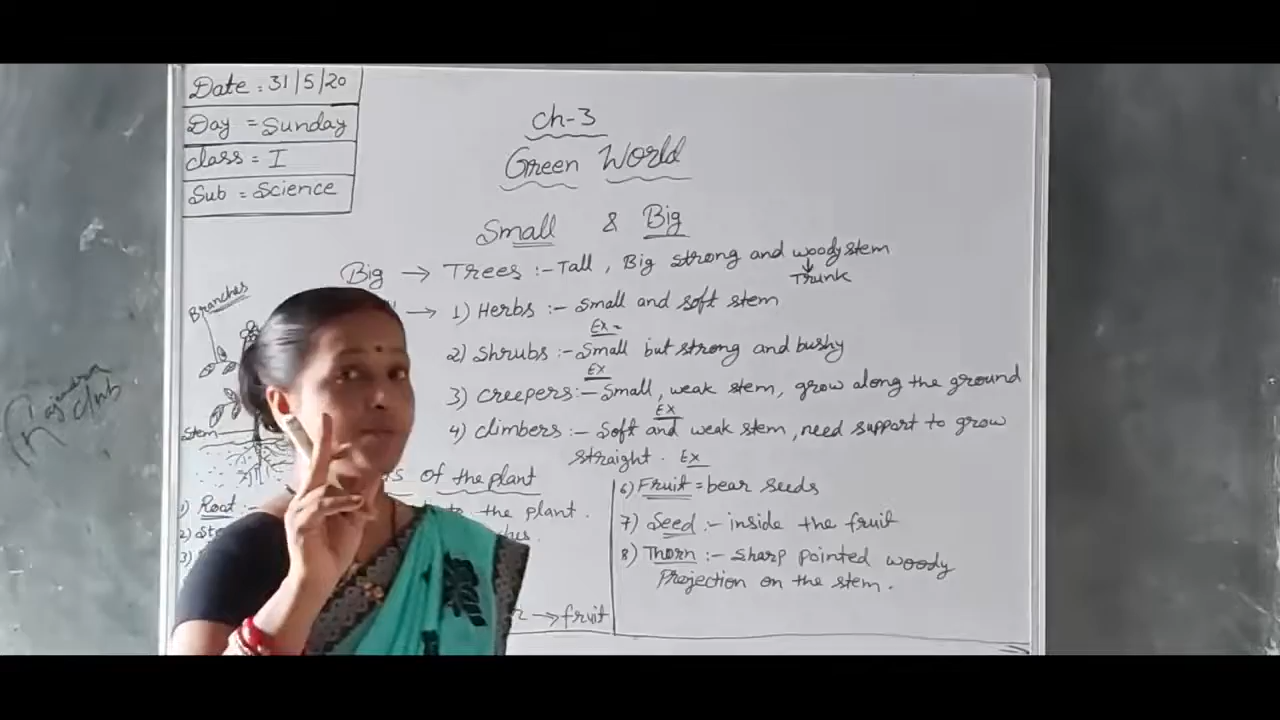 Date : 31/5/20
Day = Sunday
class = I
Sub = Science
ch-3
Green World
Small & Big
Big → Trees :- Tall, Big strong and woody stem
Trunk
→ 1) Herbs :- Small and soft stem
Ex -
2) Shrubs :- Small but strong and bushy
Ex
3) creepers :- Small, weak stem, grow along the ground
Ex
4) climbers :- Soft and weak stem, need support to grow
straight. Ex
Branches
Stem
of the plant
1) Root :- the plant.
2)
3)
→ fruit
6) Fruit = bear seeds
7) Seed :- inside the fruit
8) Thorn :- sharp pointed woody
Projection on the stem.
club